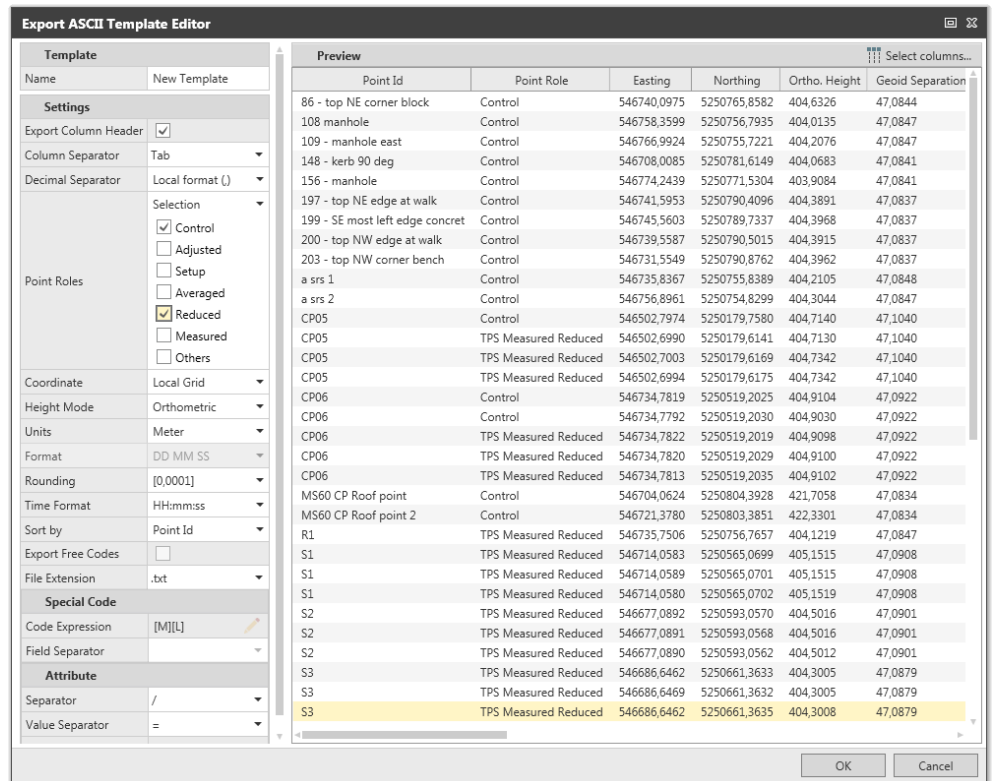 Export ASCII Template Editor
Template
Name New Template
Settings
Export Column Header
Column Separator Tab
Decimal Separator Local format (,)
Point Roles
Selection
Control
Adjusted
Setup
Averaged
Reduced
Measured
Others
Coordinate Local Grid
Height Mode Orthometric
Units Meter
Format DD MM SS
Rounding [0,0001]
Time Format HH:mm:ss
Sort by Point Id
Export Free Codes
File Extension .txt
Special Code
Code Expression [M][L]
Field Separator
Attribute
Separator /
Value Separator =
Preview Select columns...
Point Id Point Role Easting Northing Ortho. Height Geoid Separation
86 - top NE corner block Control 546740,0975 5250765,8582 404,6326 47,0844
108 manhole Control 546758,3599 5250756,7935 404,0135 47,0847
109 - manhole east Control 546766,9924 5250755,7221 404,2076 47,0847
148 - kerb 90 deg Control 546708,0085 5250781,6149 404,0683 47,0841
156 - manhole Control 546774,2439 5250771,5304 403,9084 47,0841
197 - top NE edge at walk Control 546741,5953 5250790,4096 404,3891 47,0837
199 - SE most left edge concret Control 546745,5603 5250789,7337 404,3968 47,0837
200 - top NW edge at walk Control 546739,5587 5250790,5015 404,3915 47,0837
203 - top NW corner bench Control 546731,5549 5250790,8762 404,3962 47,0837
a srs 1 Control 546735,8367 5250755,8389 404,2105 47,0848
a srs 2 Control 546756,8961 5250754,8299 404,3044 47,0847
CP05 Control 546502,7974 5250179,7580 404,7140 47,1040
CP05 TPS Measured Reduced 546502,6990 5250179,6141 404,7130 47,1040
CP05 TPS Measured Reduced 546502,7003 5250179,6169 404,7342 47,1040
CP05 TPS Measured Reduced 546502,6994 5250179,6175 404,7342 47,1040
CP06 Control 546734,7819 5250519,2025 404,9104 47,0922
CP06 Control 546734,7792 5250519,2030 404,9030 47,0922
CP06 TPS Measured Reduced 546734,7822 5250519,2019 404,9098 47,0922
CP06 TPS Measured Reduced 546734,7820 5250519,2029 404,9100 47,0922
CP06 TPS Measured Reduced 546734,7813 5250519,2035 404,9102 47,0922
MS60 CP Roof point Control 546704,0624 5250804,3928 421,7058 47,0834
MS60 CP Roof point 2 Control 546721,3780 5250803,3851 422,3301 47,0834
R1 TPS Measured Reduced 546735,7506 5250756,7657 404,1219 47,0847
S1 TPS Measured Reduced 546714,0583 5250565,0699 405,1515 47,0908
S1 TPS Measured Reduced 546714,0589 5250565,0701 405,1515 47,0908
S1 TPS Measured Reduced 546714,0580 5250565,0702 405,1519 47,0908
S2 TPS Measured Reduced 546677,0892 5250593,0570 404,5016 47,0901
S2 TPS Measured Reduced 546677,0891 5250593,0568 404,5016 47,0901
S2 TPS Measured Reduced 546677,0890 5250593,0562 404,5012 47,0901
S3 TPS Measured Reduced 546686,6462 5250661,3633 404,3005 47,0879
S3 TPS Measured Reduced 546686,6469 5250661,3632 404,3005 47,0879
S3 TPS Measured Reduced 546686,6462 5250661,3635 404,3008 47,0879
OK Cancel